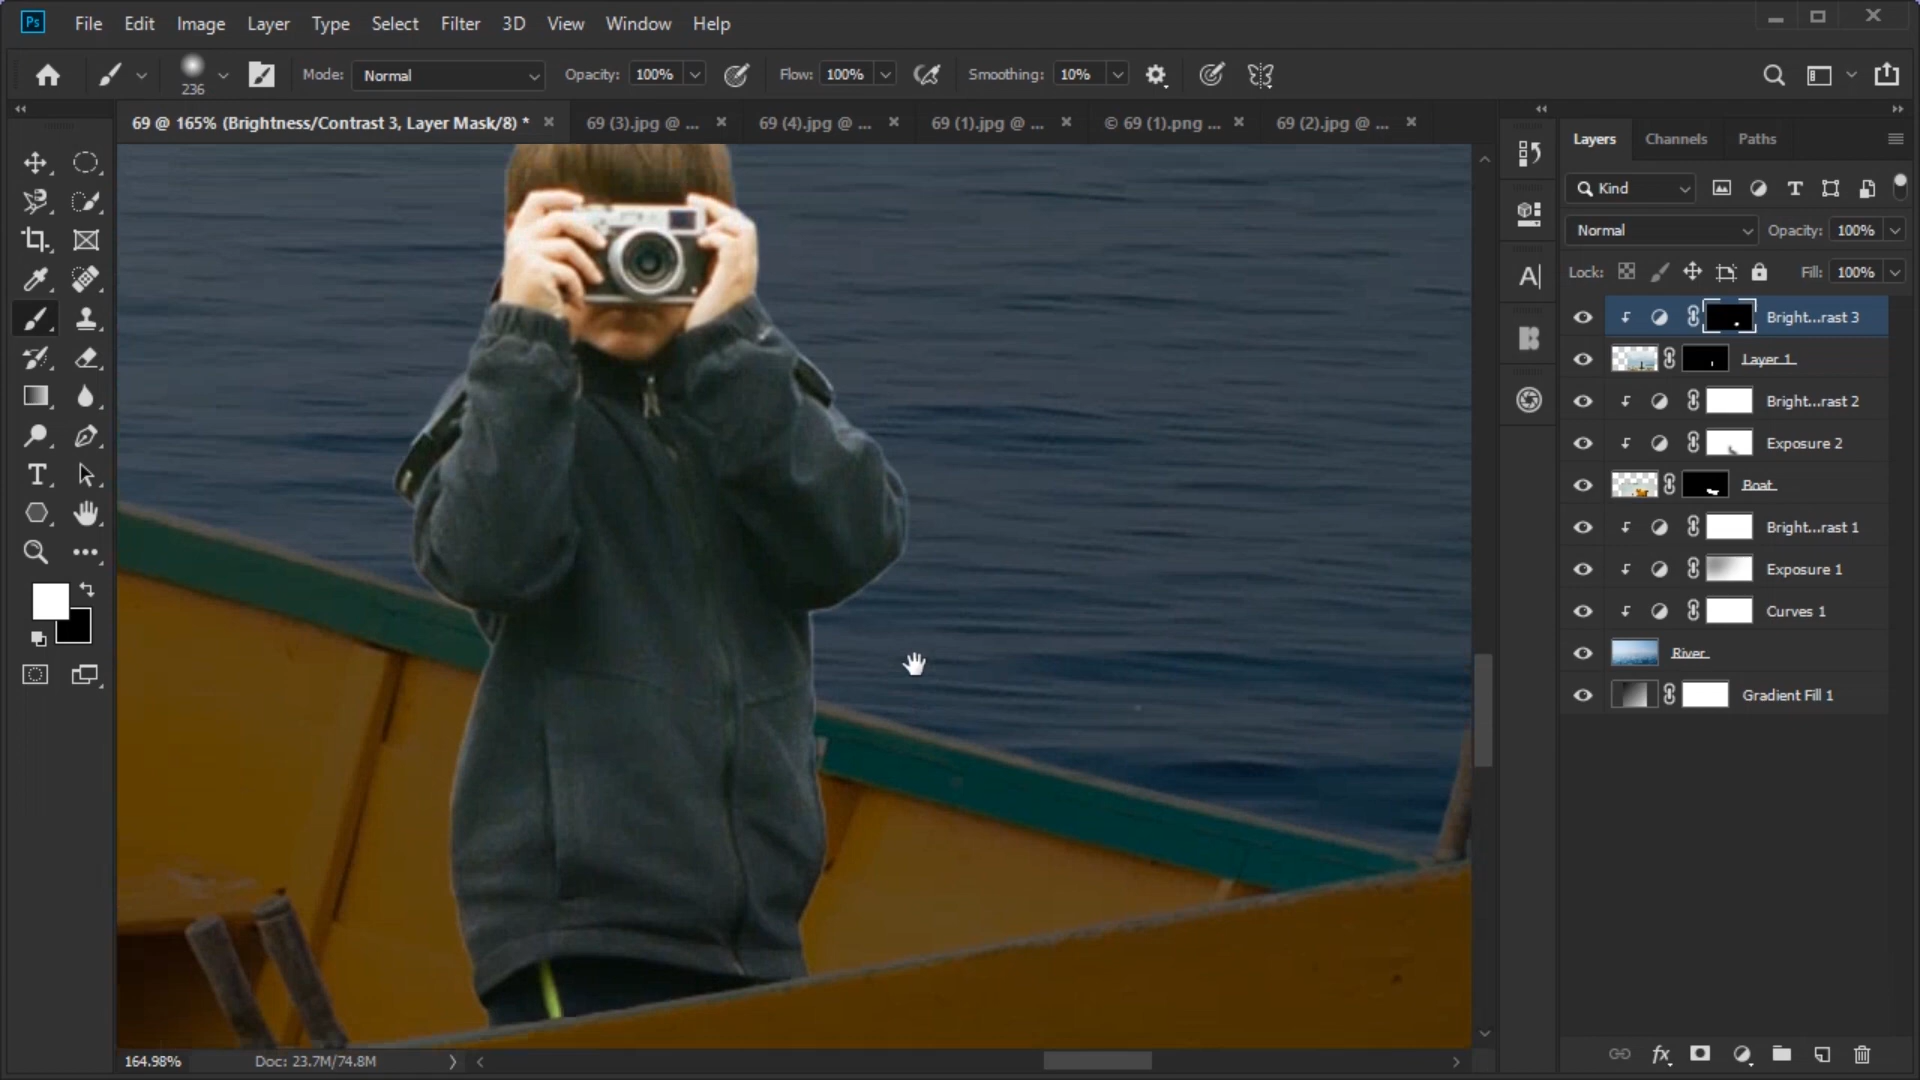 Ps File Edit Image Layer Type Select Filter 3D View Window Help
236 Mode: Normal Opacity: 100% Flow: 100% Smoothing: 10%
69 @ 165% (Brightness/Contrast 3, Layer Mask/8) * 69 (3).jpg @ ... 69 (4).jpg @ ... 69 (1).jpg @ ... © 69 (1).png ... 69 (2).jpg @ ...
Layers Channels Paths
Kind
Normal Opacity: 100%
Lock: Fill: 100%
Bright...rast 3
Layer 1
Bright...rast 2
Exposure 2
Boat
Bright...rast 1
Exposure 1
Curves 1
River
Gradient Fill 1
164.98% Doc: 23.7M/74.8M